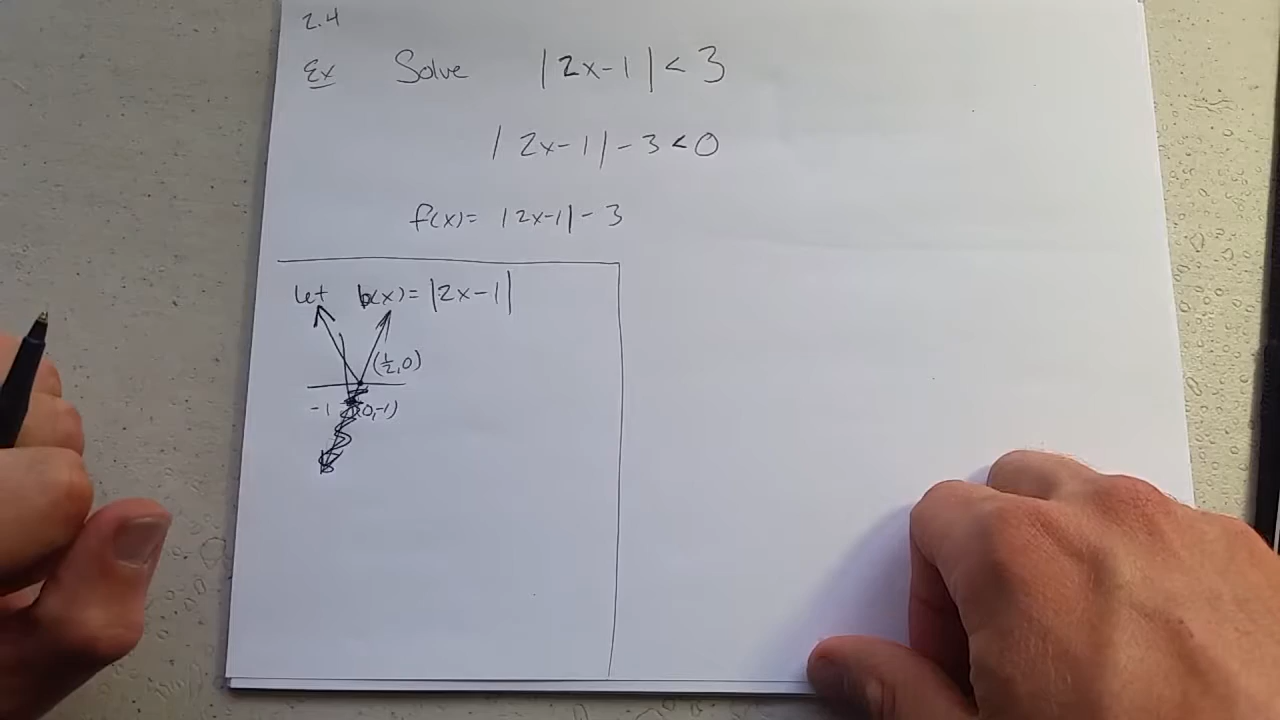 2.4
Ex Solve |2x-1| < 3
|2x-1| - 3 < 0
f(x) = |2x-1| - 3
Let b(x) = |2x-1|
(½, 0)
-1 (0,-1)